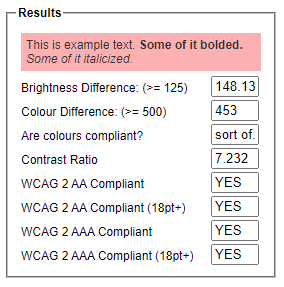 Results
This is example text. Some of it bolded.
Some of it italicized.
Brightness Difference: (>= 125) 148.13
Colour Difference: (>= 500) 453
Are colours compliant? sort of.
Contrast Ratio 7.232
WCAG 2 AA Compliant YES
WCAG 2 AA Compliant (18pt+) YES
WCAG 2 AAA Compliant YES
WCAG 2 AAA Compliant (18pt+) YES